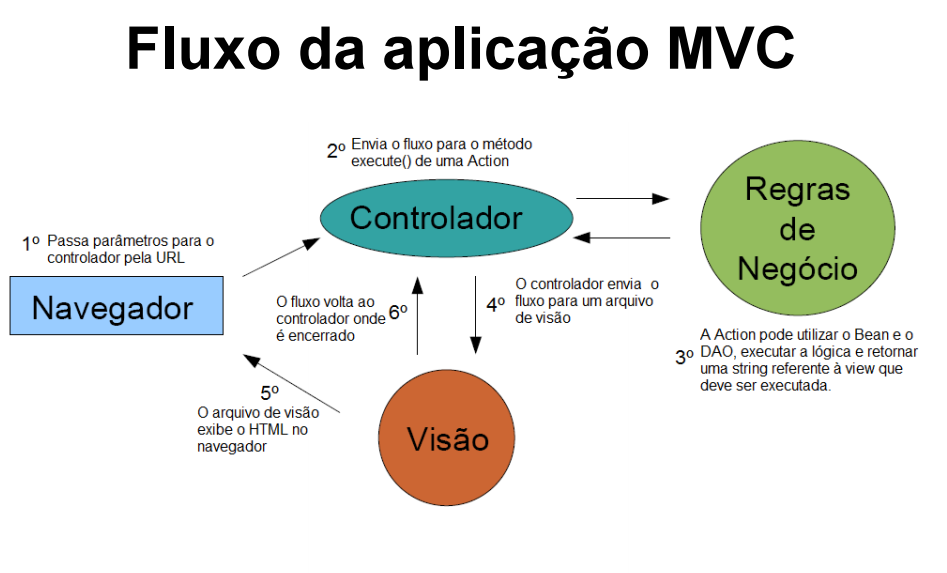 Fluxo da aplicação MVC
2º Envia o fluxo para o método
execute() de uma Action
Controlador
Regras
de
Negócio
1º Passa parâmetros para o
controlador pela URL
Navegador
O fluxo volta ao
controlador onde
é encerrado
6º
4º
O controlador envia o
fluxo para um arquivo
de visão
3º
A Action pode utilizar o Bean e o
DAO, executar a lógica e retornar
uma string referente à view que
deve ser executada.
5º
O arquivo de visão
exibe o HTML no
navegador
Visão